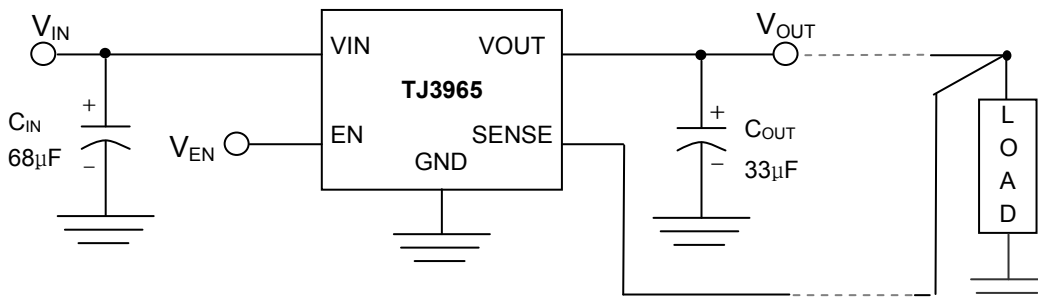 VIN
VIN
VOUT
VOUT
TJ3965
+
CIN
68µF
−
VEN
EN
SENSE
GND
+
COUT
33µF
−
L
O
A
D